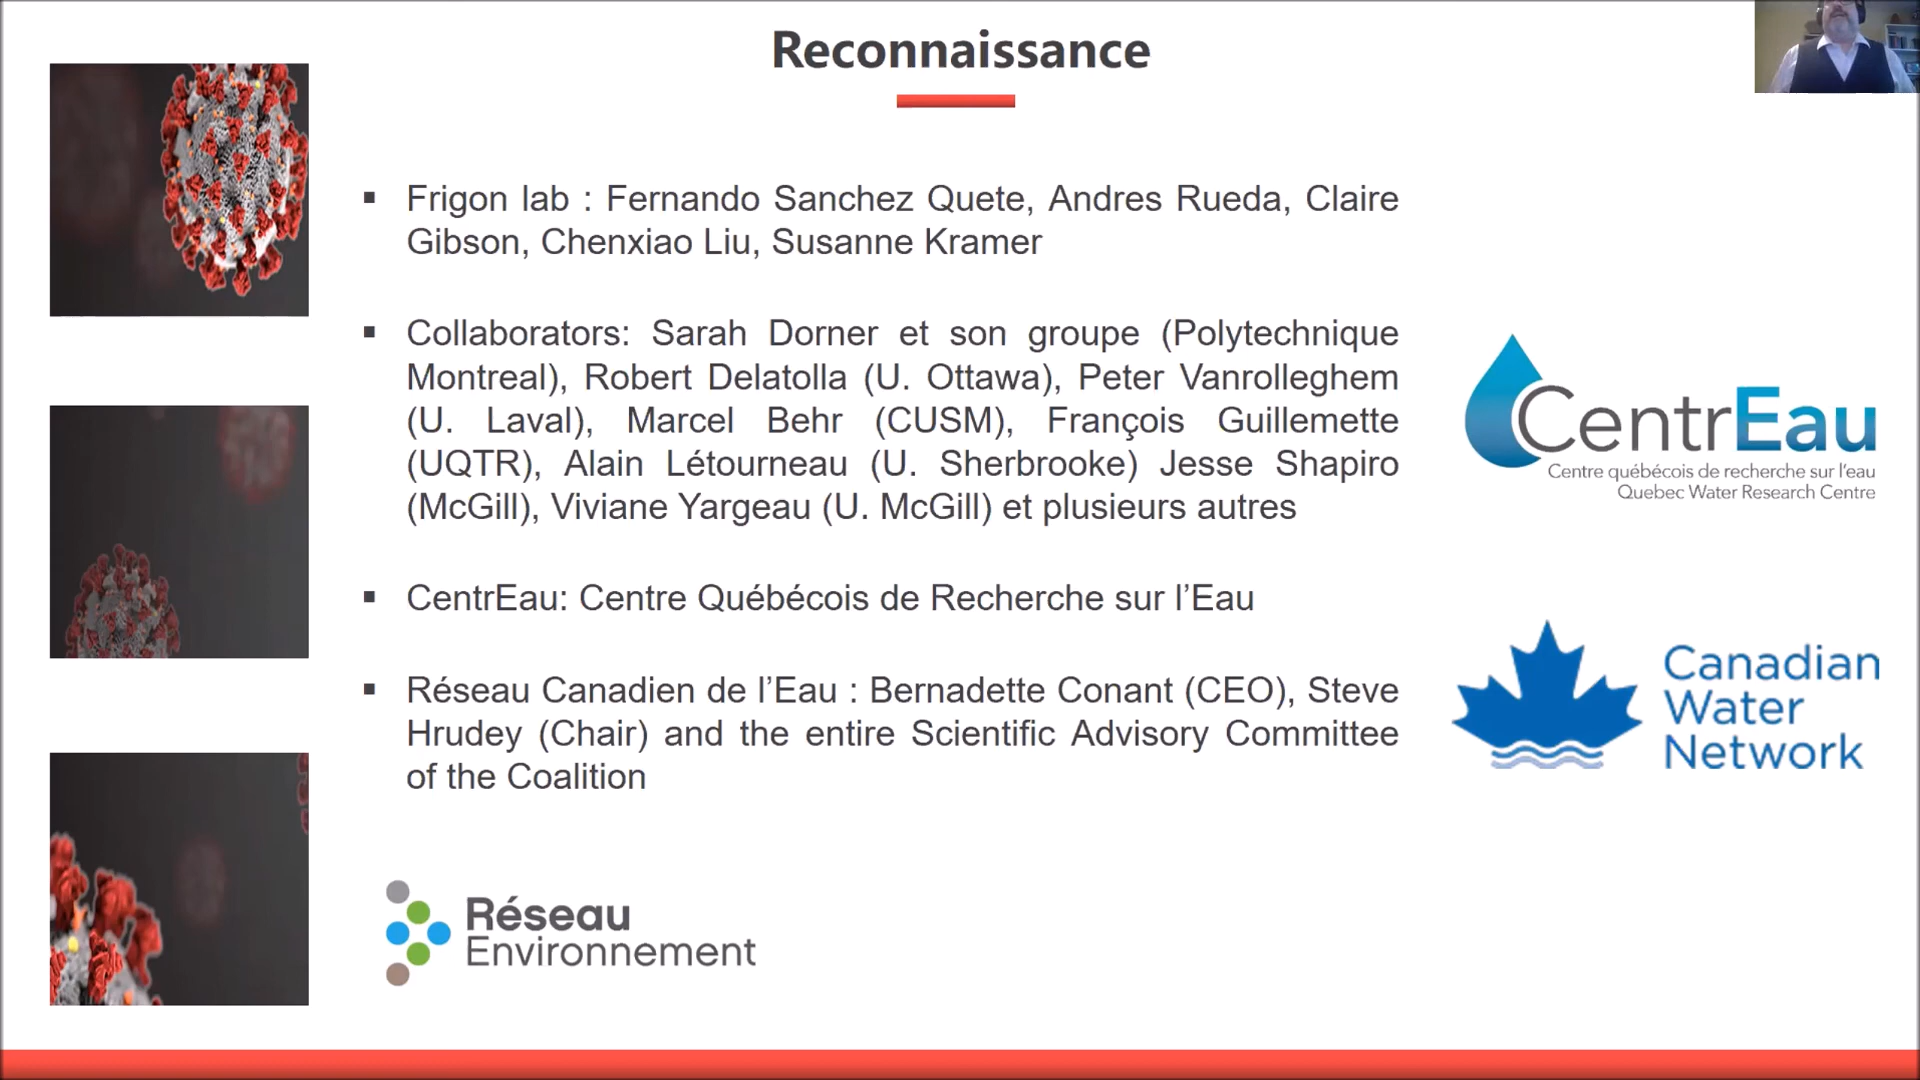 Reconnaissance
▪ Frigon lab : Fernando Sanchez Quete, Andres Rueda, Claire
Gibson, Chenxiao Liu, Susanne Kramer
▪ Collaborators: Sarah Dorner et son groupe (Polytechnique
Montreal), Robert Delatolla (U. Ottawa), Peter Vanrolleghem
(U. Laval), Marcel Behr (CUSM), François Guillemette
(UQTR), Alain Létourneau (U. Sherbrooke) Jesse Shapiro
(McGill), Viviane Yargeau (U. McGill) et plusieurs autres
▪ CentrEau: Centre Québécois de Recherche sur l’Eau
▪ Réseau Canadien de l’Eau : Bernadette Conant (CEO), Steve
Hrudey (Chair) and the entire Scientific Advisory Committee
of the Coalition
CentrEau
Centre québécois de recherche sur l’eau
Quebec Water Research Centre
Canadian
Water
Network
Réseau
Environnement